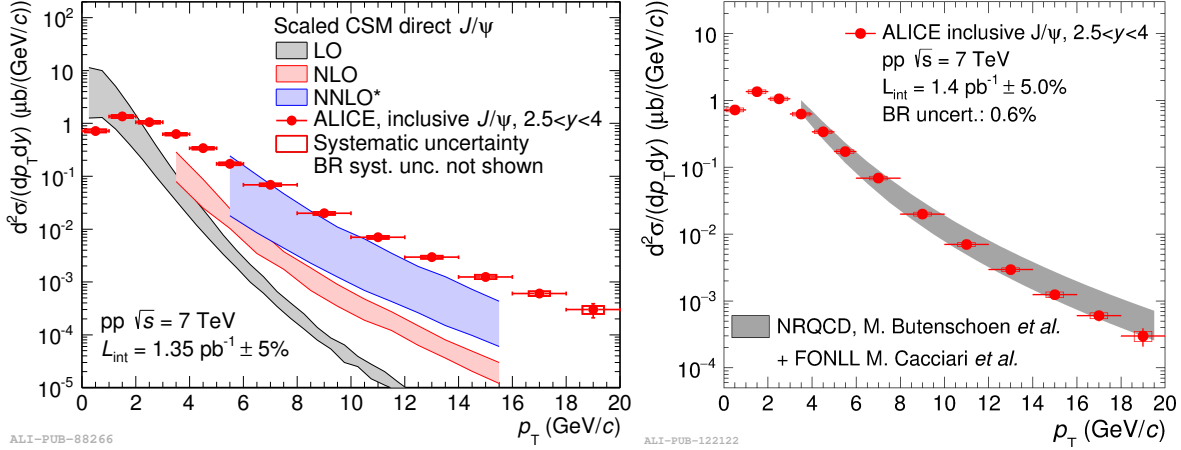 Scaled CSM direct J/ψ
LO
NLO
NNLO*
ALICE, inclusive J/ψ, 2.5<y<4
Systematic uncertainty
BR syst. unc. not shown
pp √s = 7 TeV
L_int = 1.35 pb⁻¹ ± 5%
d²σ/(dp_T dy) (μb/(GeV/c))
10²
10
1
10⁻¹
10⁻²
10⁻³
10⁻⁴
10⁻⁵
0 2 4 6 8 10 12 14 16 18 20
p_T (GeV/c)
ALI-PUB-88266
ALICE inclusive J/ψ, 2.5<y<4
pp √s = 7 TeV
L_int = 1.4 pb⁻¹ ± 5.0%
BR uncert.: 0.6%
NRQCD, M. Butenschoen et al.
+ FONLL M. Cacciari et al.
d²σ/(dp_T dy) (μb/(GeV/c))
10²
10
1
10⁻¹
10⁻²
10⁻³
10⁻⁴
0 2 4 6 8 10 12 14 16 18 20
p_T (GeV/c)
ALI-PUB-122122